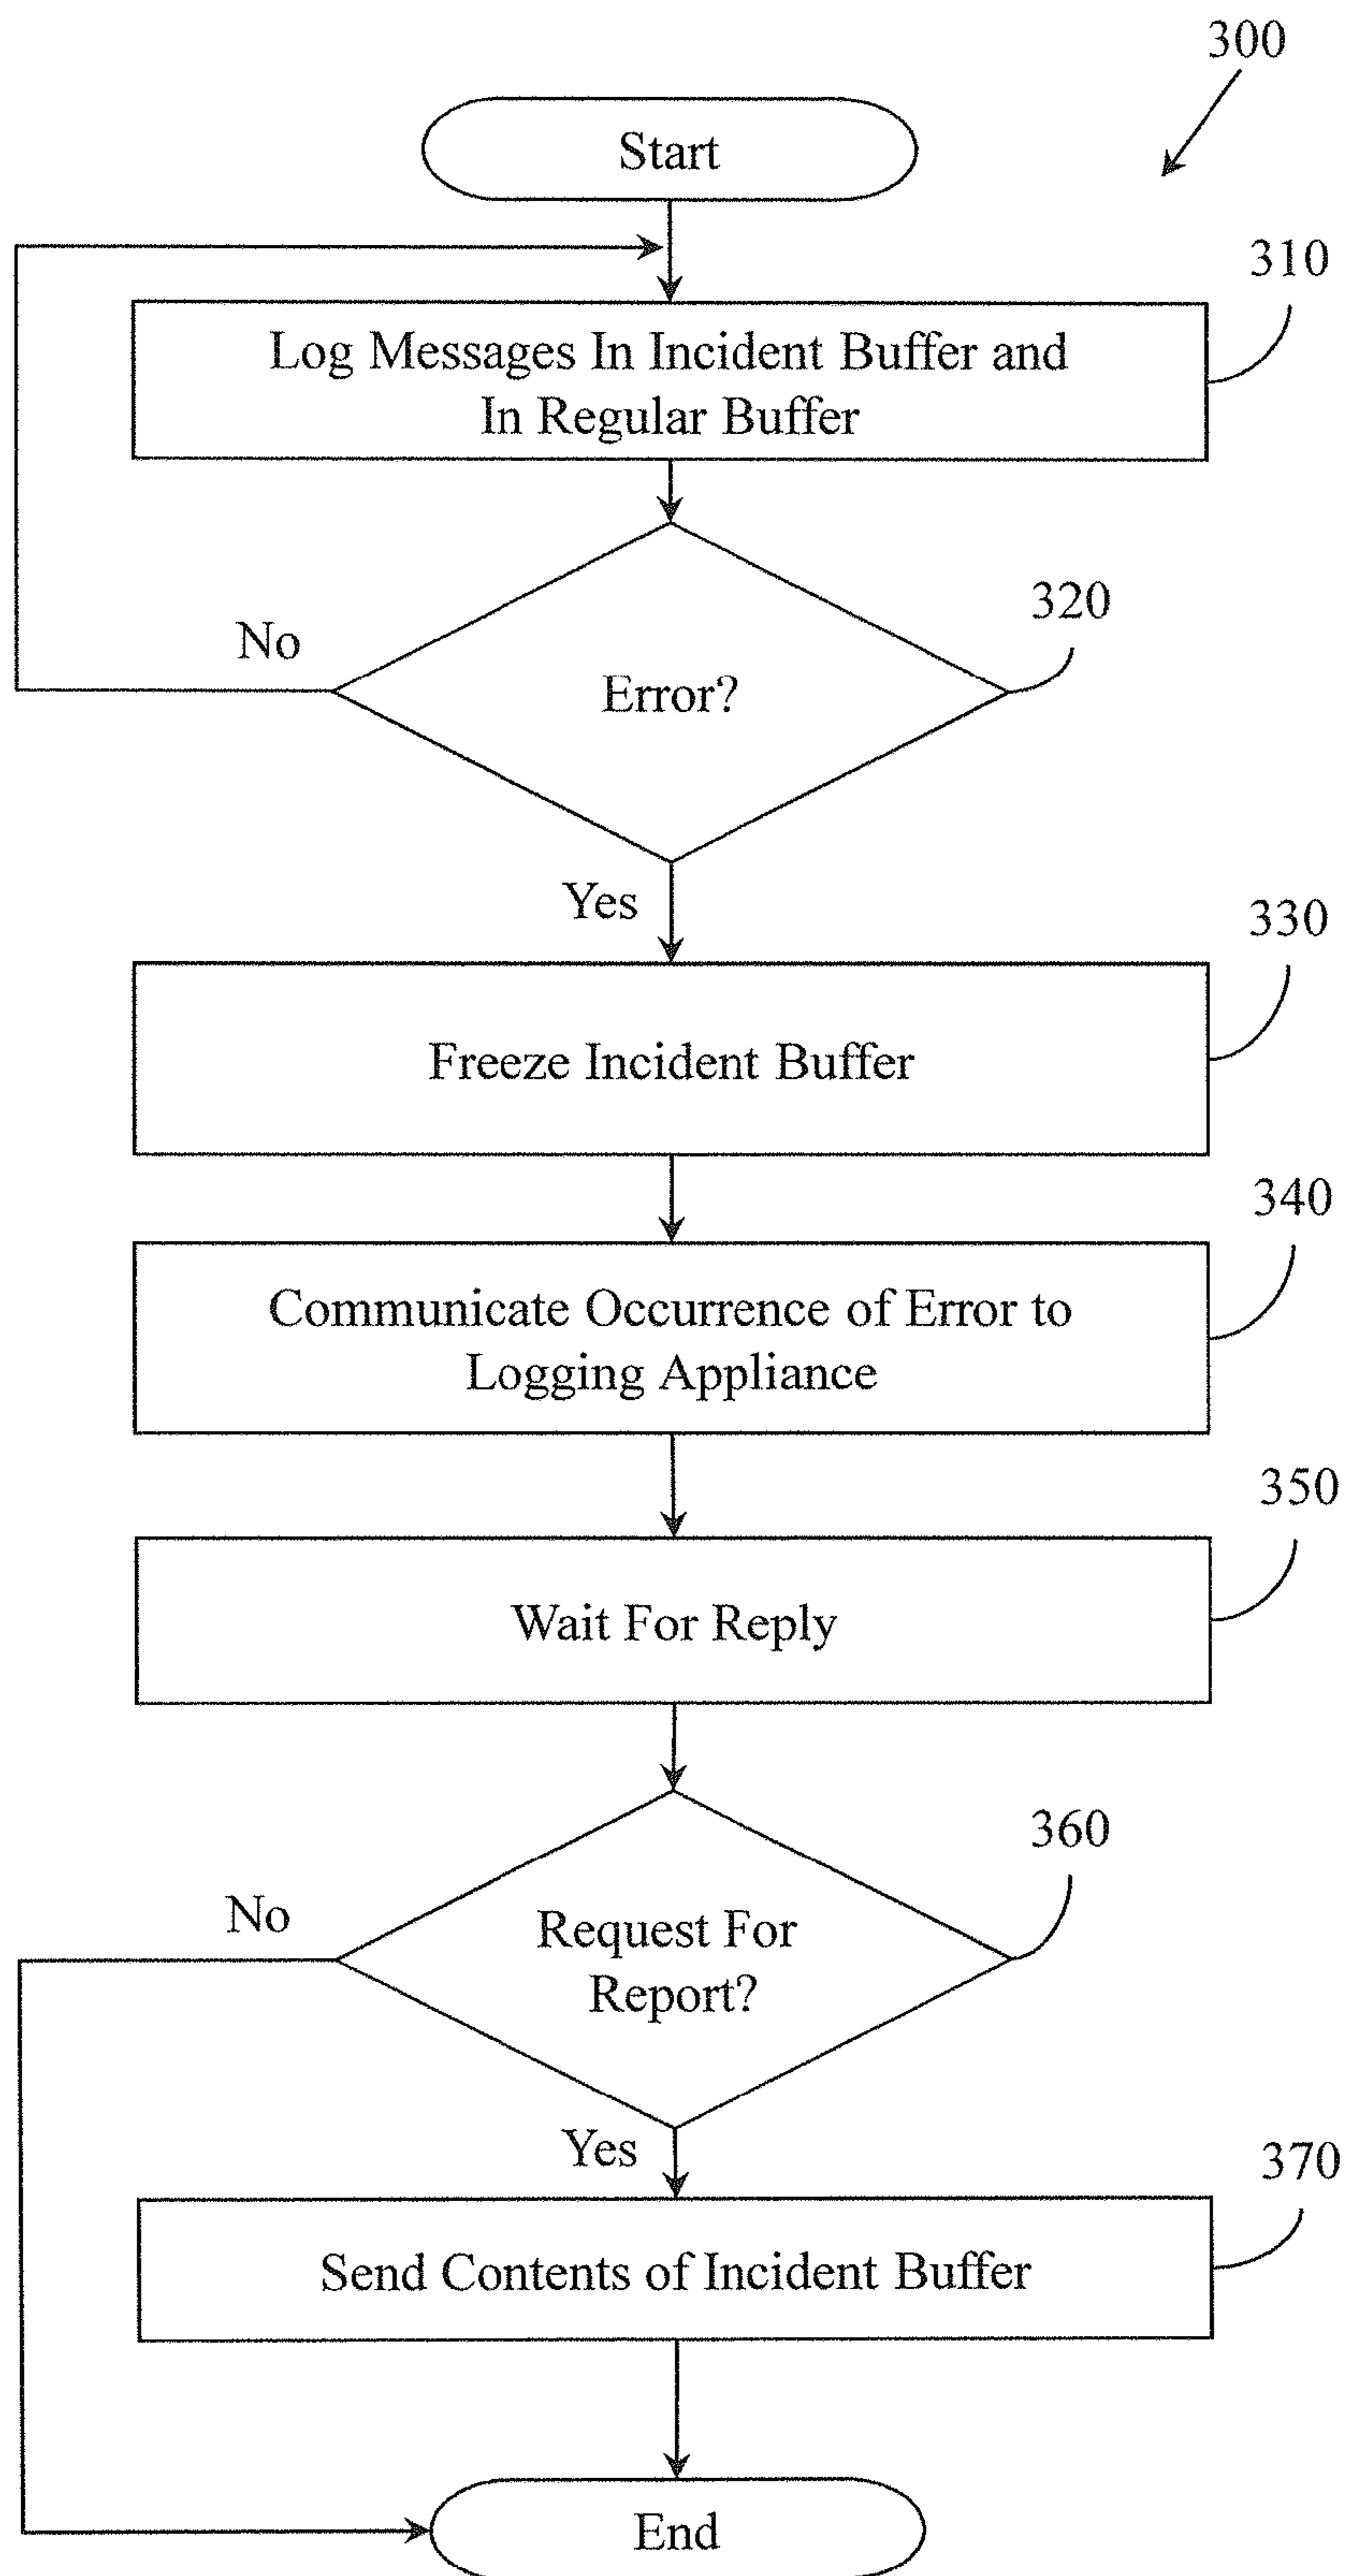 300
Start
310
Log Messages In Incident Buffer and
In Regular Buffer
320
No
Error?
Yes
330
Freeze Incident Buffer
340
Communicate Occurrence of Error to
Logging Appliance
350
Wait For Reply
360
No
Request For
Report?
Yes
370
Send Contents of Incident Buffer
End